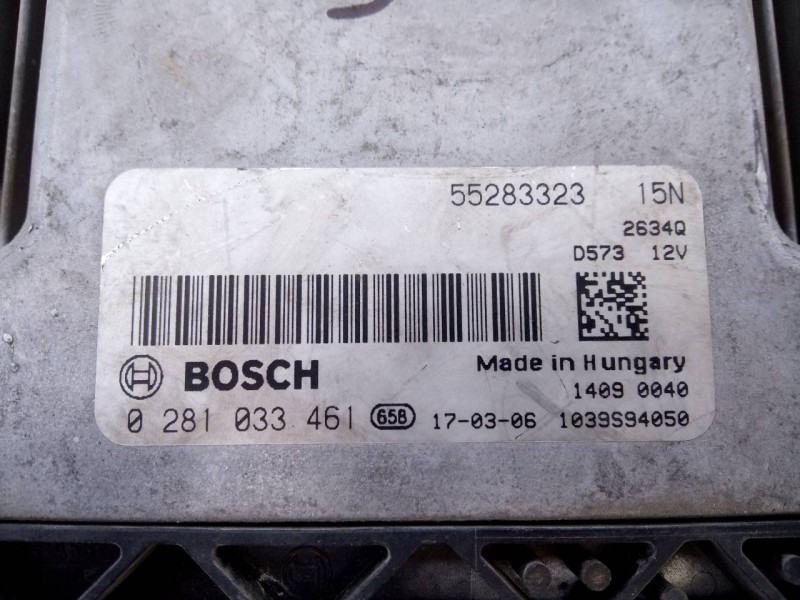 55283323 15N
2634Q
D573 12V
BOSCH
Made in Hungary
1409 0040
0 281 033 461 65B 17-03-06 1039S94050